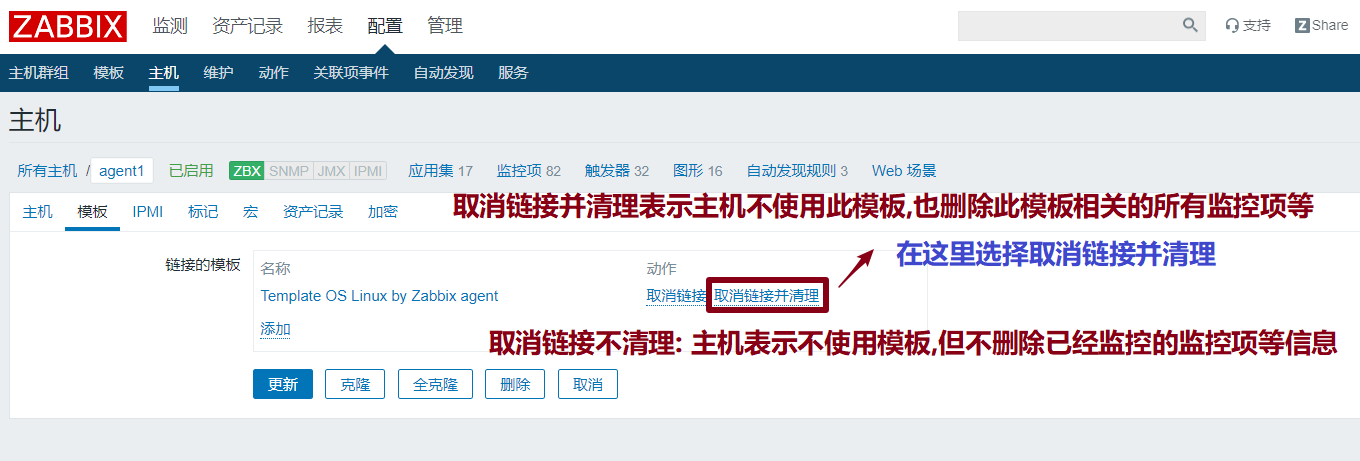 ZABBIX 监测 资产记录 报表 配置 管理 支持 Z Share
主机群组 模板 主机 维护 动作 关联项事件 自动发现 服务
主机
所有主机 / agent1 已启用 ZBX SNMP JMX IPMI 应用集 17 监控项 82 触发器 32 图形 16 自动发现规则 3 Web 场景
主机 模板 IPMI 标记 宏 资产记录 加密
取消链接并清理表示主机不使用此模板,也删除此模板相关的所有监控项等
在这里选择取消链接并清理
链接的模板 名称 动作
Template OS Linux by Zabbix agent 取消链接 取消链接并清理
添加
取消链接不清理: 主机表示不使用模板,但不删除已经监控的监控项等信息
更新 克隆 全克隆 删除 取消